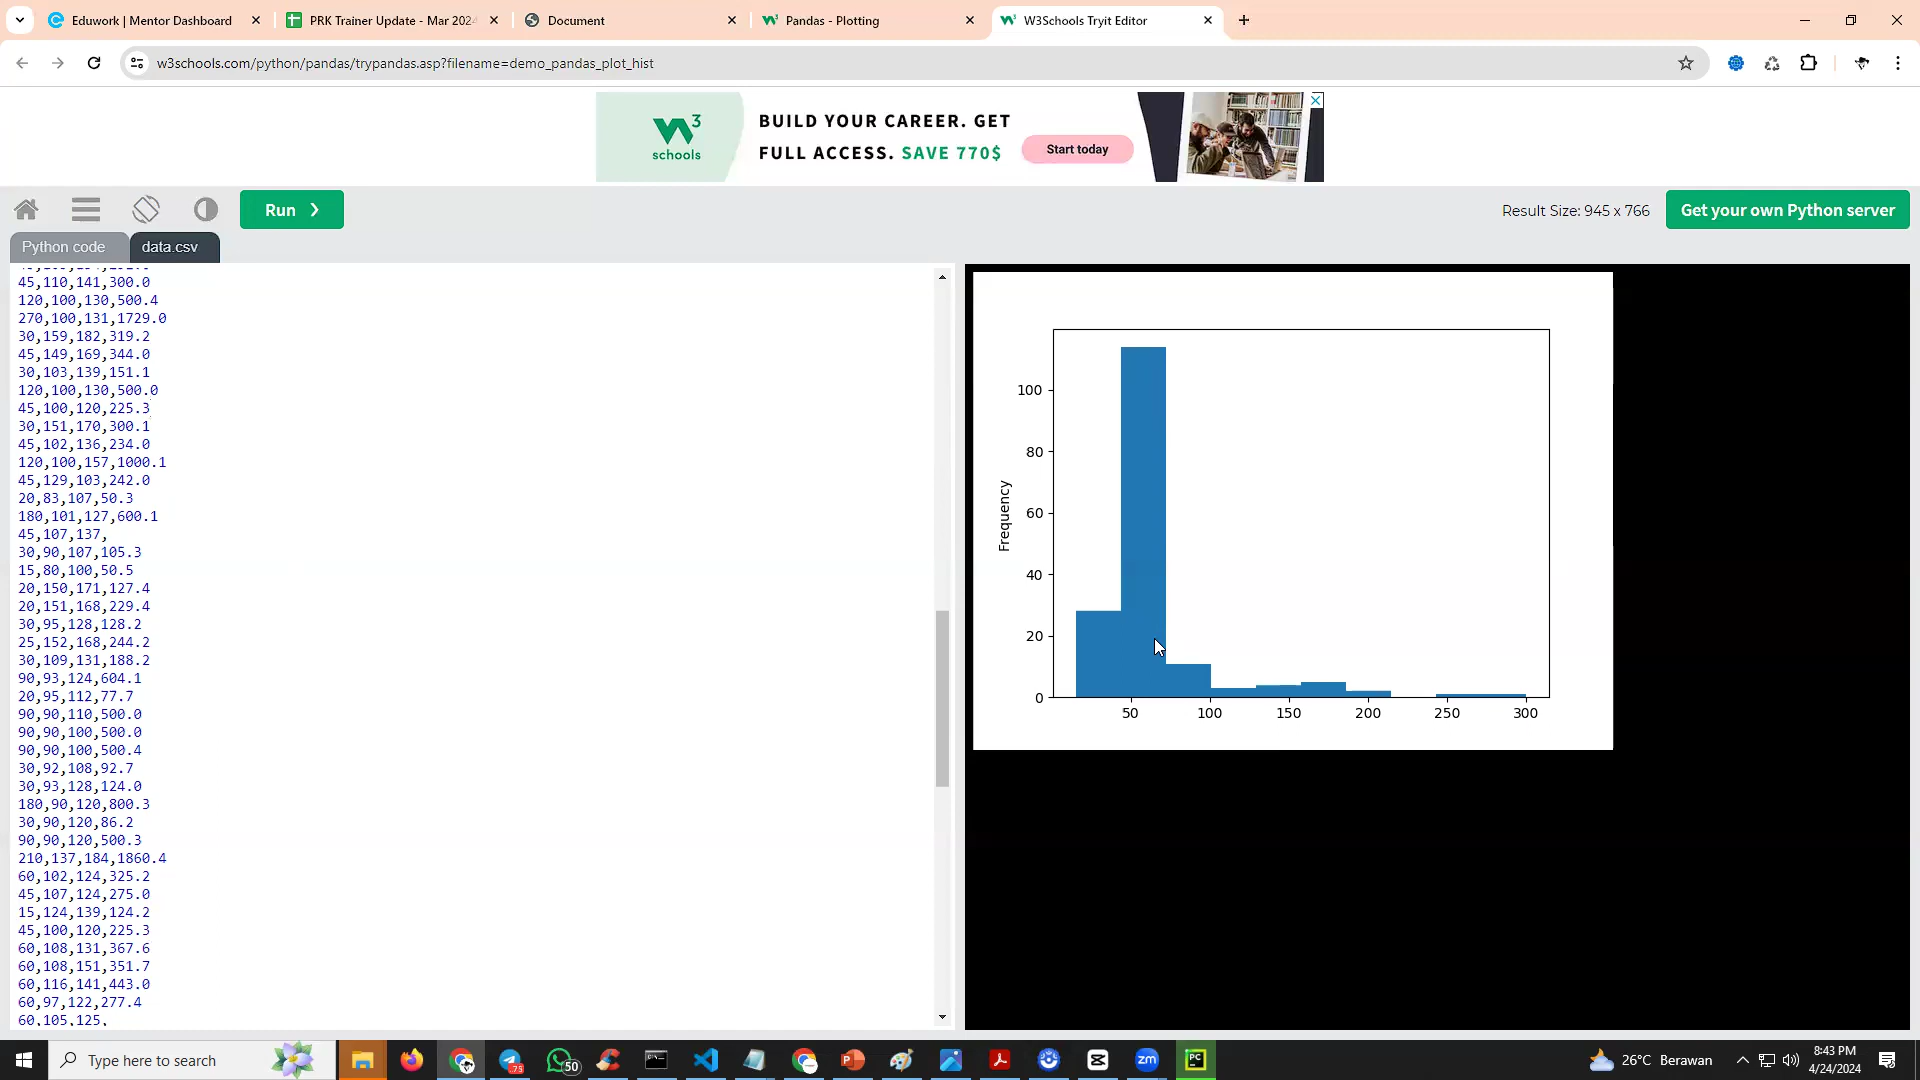 Eduwork | Mentor Dashboard
PRK Trainer Update - Mar 2024
Document
Pandas - Plotting
W3Schools Tryit Editor
w3schools.com/python/pandas/trypandas.asp?filename=demo_pandas_plot_hist
W3
schools
BUILD YOUR CAREER. GET
FULL ACCESS. SAVE 770$
Start today
Run ❯
Result Size: 945 x 766
Get your own Python server
Python code
data.csv
45,110,141,300.0
120,100,130,500.4
270,100,131,1729.0
30,159,182,319.2
45,149,169,344.0
30,103,139,151.1
120,100,130,500.0
45,100,120,225.3
30,151,170,300.1
45,102,136,234.0
120,100,157,1000.1
45,129,103,242.0
20,83,107,50.3
180,101,127,600.1
45,107,137,
30,90,107,105.3
15,80,100,50.5
20,150,171,127.4
20,151,168,229.4
30,95,128,128.2
25,152,168,244.2
30,109,131,188.2
90,93,124,604.1
20,95,112,77.7
90,90,110,500.0
90,90,100,500.0
90,90,100,500.4
30,92,108,92.7
30,93,128,124.0
180,90,120,800.3
30,90,120,86.2
90,90,120,500.3
210,137,184,1860.4
60,102,124,325.2
45,107,124,275.0
15,124,139,124.2
45,100,120,225.3
60,108,131,367.6
60,108,151,351.7
60,116,141,443.0
60,97,122,277.4
60,105,125,
Frequency
100
80
60
40
20
0
50
100
150
200
250
300
Type here to search
75
50
zm
PC
26°C Berawan
8:43 PM
4/24/2024